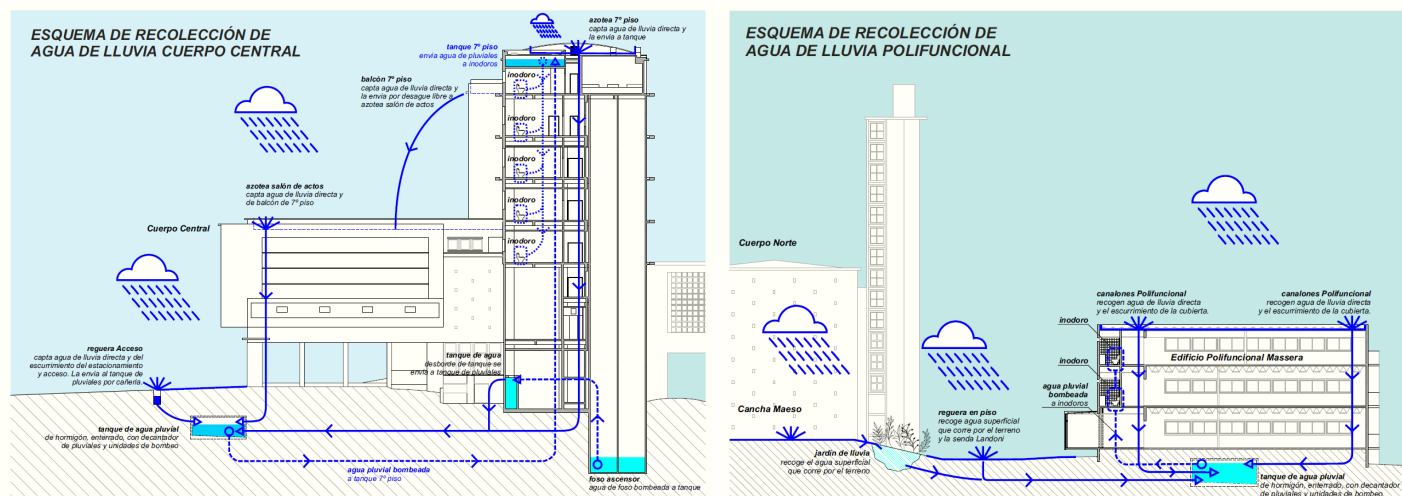 ESQUEMA DE RECOLECCIÓN DE
AGUA DE LLUVIA CUERPO CENTRAL
azotea 7º piso
capta agua de lluvia directa y
la envia a tanque
tanque 7º piso
envia agua de pluviales
a inodoros
balcón 7º piso
capta agua de lluvia directa y
la envia por desague libre a
azotea salón de actos
inodoro
inodoro
inodoro
inodoro
inodoro
azotea salón de actos
capta agua de lluvia directa y
de balcón de 7º piso
Cuerpo Central
reguera Acceso
capta agua de lluvia directa y del
escurrimiento del estacionamiento
y acceso. La envia al tanque de
pluviales por cañeria.
tanque de agua
desborde de tanque se
envia a tanque de pluviales
tanque de agua pluvial
de hormigón, enterrado, con decantador
de pluviales y unidades de bombeo
agua pluvial bombeada
a tanque 7º piso
foso ascensor
agua de foso bombeada a tanque
ESQUEMA DE RECOLECCIÓN DE
AGUA DE LLUVIA POLIFUNCIONAL
Cuerpo Norte
canalones Polifuncional
recogen agua de lluvia directa
y el escurrimiento de la cubierta.
canalones Polifuncional
recogen agua de lluvia directa
y el escurrimiento de la cubierta.
inodoro
inodoro
Edificio Polifuncional Massera
agua pluvial
bombeada
a inodoros
Cancha Maeso
reguera en piso
recoge agua superficial
que corre por el terreno
y la senda Landoni
jardín de lluvia
recoge el agua superficial
que corre por el terreno
tanque de agua pluvial
de hormigón, enterrado, con decantador
de pluviales y unidades de bombeo